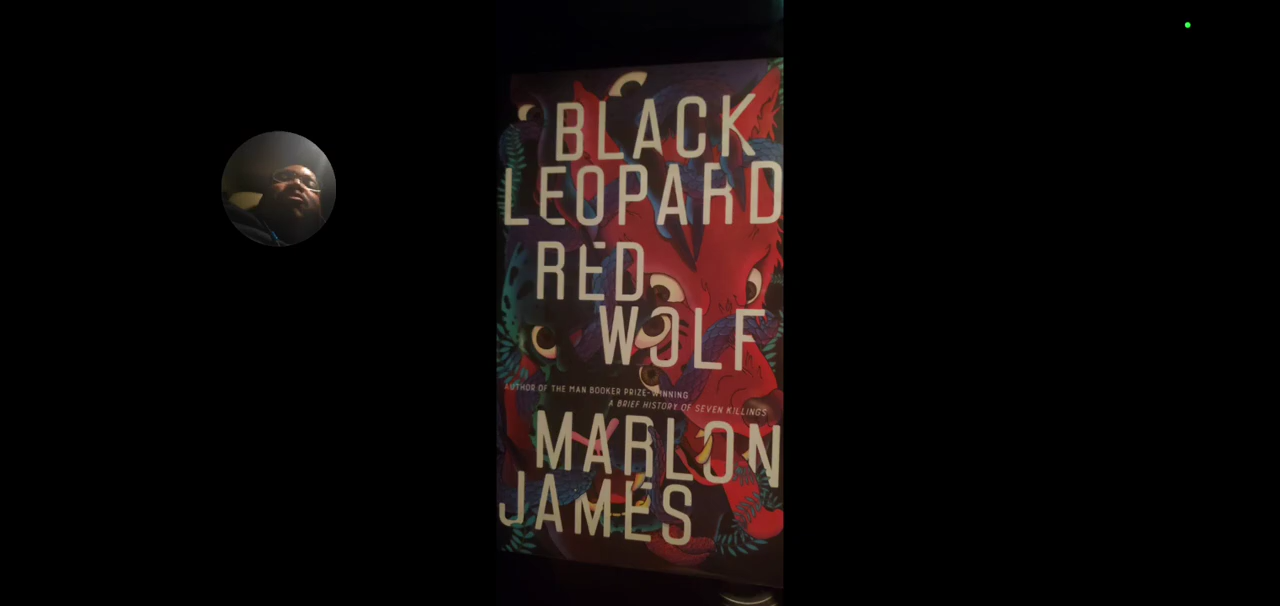 BLACK
LEOPARD
RED
WOLF
AUTHOR OF THE MAN BOOKER PRIZE-WINNING
A BRIEF HISTORY OF SEVEN KILLINGS
MARLON
JAMES